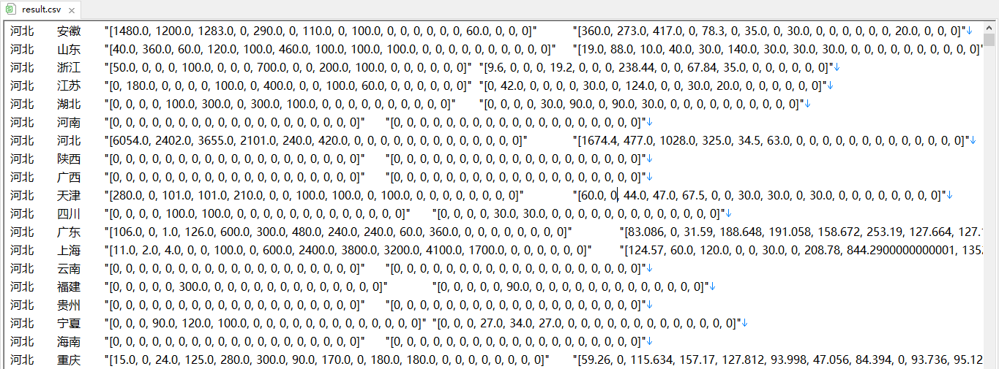 result.csv
河北 安徽 "[1480.0, 1200.0, 1283.0, 0, 290.0, 0, 110.0, 0, 100.0, 0, 0, 0, 0, 0, 0, 60.0, 0, 0, 0]" "[360.0, 273.0, 417.0, 0, 78.3, 0, 35.0, 0, 30.0, 0, 0, 0, 0, 0, 0, 20.0, 0, 0, 0]"↓
河北 山东 "[40.0, 360.0, 60.0, 120.0, 100.0, 460.0, 100.0, 100.0, 100.0, 0, 0, 0, 0, 0, 0, 0, 0, 0, 0]" "[19.0, 88.0, 10.0, 40.0, 30.0, 140.0, 30.0, 30.0, 30.0, 0, 0, 0, 0, 0, 0, 0, 0, 0, 0]"
河北 浙江 "[50.0, 0, 0, 0, 100.0, 0, 0, 0, 700.0, 0, 0, 200.0, 100.0, 0, 0, 0, 0, 0, 0]" "[9.6, 0, 0, 0, 19.2, 0, 0, 0, 238.44, 0, 0, 67.84, 35.0, 0, 0, 0, 0, 0, 0]"↓
河北 江苏 "[0, 180.0, 0, 0, 0, 0, 100.0, 0, 400.0, 0, 0, 100.0, 60.0, 0, 0, 0, 0, 0, 0]" "[0, 42.0, 0, 0, 0, 0, 30.0, 0, 124.0, 0, 0, 30.0, 20.0, 0, 0, 0, 0, 0, 0]"↓
河北 湖北 "[0, 0, 0, 0, 100.0, 300.0, 0, 300.0, 100.0, 0, 0, 0, 0, 0, 0, 0, 0, 0, 0]" "[0, 0, 0, 0, 30.0, 90.0, 0, 90.0, 30.0, 0, 0, 0, 0, 0, 0, 0, 0, 0, 0]"↓
河北 河南 "[0, 0, 0, 0, 0, 0, 0, 0, 0, 0, 0, 0, 0, 0, 0, 0, 0, 0, 0]" "[0, 0, 0, 0, 0, 0, 0, 0, 0, 0, 0, 0, 0, 0, 0, 0, 0, 0, 0]"↓
河北 河北 "[6054.0, 2402.0, 3655.0, 2101.0, 240.0, 420.0, 0, 0, 0, 0, 0, 0, 0, 0, 0, 0, 0, 0, 0]" "[1674.4, 477.0, 1028.0, 325.0, 34.5, 63.0, 0, 0, 0, 0, 0, 0, 0, 0, 0, 0, 0, 0, 0]"↓
河北 陕西 "[0, 0, 0, 0, 0, 0, 0, 0, 0, 0, 0, 0, 0, 0, 0, 0, 0, 0, 0]" "[0, 0, 0, 0, 0, 0, 0, 0, 0, 0, 0, 0, 0, 0, 0, 0, 0, 0, 0]"↓
河北 广西 "[0, 0, 0, 0, 0, 0, 0, 0, 0, 0, 0, 0, 0, 0, 0, 0, 0, 0, 0]" "[0, 0, 0, 0, 0, 0, 0, 0, 0, 0, 0, 0, 0, 0, 0, 0, 0, 0, 0]"↓
河北 天津 "[280.0, 0, 101.0, 101.0, 210.0, 0, 0, 100.0, 100.0, 0, 100.0, 0, 0, 0, 0, 0, 0, 0, 0]" "[60.0, 0, 44.0, 47.0, 67.5, 0, 0, 30.0, 30.0, 0, 30.0, 0, 0, 0, 0, 0, 0, 0, 0]"↓
河北 四川 "[0, 0, 0, 0, 100.0, 100.0, 0, 0, 0, 0, 0, 0, 0, 0, 0, 0, 0, 0, 0]" "[0, 0, 0, 0, 30.0, 30.0, 0, 0, 0, 0, 0, 0, 0, 0, 0, 0, 0, 0, 0]"↓
河北 广东 "[106.0, 0, 1.0, 126.0, 600.0, 300.0, 480.0, 240.0, 240.0, 60.0, 360.0, 0, 0, 0, 0, 0, 0, 0, 0]" "[83.086, 0, 31.59, 188.648, 191.058, 158.672, 253.19, 127.664, 127.
河北 上海 "[11.0, 2.0, 4.0, 0, 0, 100.0, 0, 600.0, 2400.0, 3800.0, 3200.0, 4100.0, 1700.0, 0, 0, 0, 0, 0, 0]" "[124.57, 60.0, 120.0, 0, 0, 30.0, 0, 208.78, 844.2900000000001, 135
河北 云南 "[0, 0, 0, 0, 0, 0, 0, 0, 0, 0, 0, 0, 0, 0, 0, 0, 0, 0, 0]" "[0, 0, 0, 0, 0, 0, 0, 0, 0, 0, 0, 0, 0, 0, 0, 0, 0, 0, 0]"↓
河北 福建 "[0, 0, 0, 0, 0, 300.0, 0, 0, 0, 0, 0, 0, 0, 0, 0, 0, 0, 0, 0]" "[0, 0, 0, 0, 0, 90.0, 0, 0, 0, 0, 0, 0, 0, 0, 0, 0, 0, 0, 0]"↓
河北 贵州 "[0, 0, 0, 0, 0, 0, 0, 0, 0, 0, 0, 0, 0, 0, 0, 0, 0, 0, 0]" "[0, 0, 0, 0, 0, 0, 0, 0, 0, 0, 0, 0, 0, 0, 0, 0, 0, 0, 0]"↓
河北 宁夏 "[0, 0, 0, 90.0, 120.0, 100.0, 0, 0, 0, 0, 0, 0, 0, 0, 0, 0, 0, 0, 0]" "[0, 0, 0, 27.0, 34.0, 27.0, 0, 0, 0, 0, 0, 0, 0, 0, 0, 0, 0, 0, 0]"↓
河北 海南 "[0, 0, 0, 0, 0, 0, 0, 0, 0, 0, 0, 0, 0, 0, 0, 0, 0, 0, 0]" "[0, 0, 0, 0, 0, 0, 0, 0, 0, 0, 0, 0, 0, 0, 0, 0, 0, 0, 0]"↓
河北 重庆 "[15.0, 0, 24.0, 125.0, 280.0, 300.0, 90.0, 170.0, 0, 180.0, 180.0, 0, 0, 0, 0, 0, 0, 0, 0]" "[59.26, 0, 115.634, 157.17, 127.812, 93.998, 47.056, 84.394, 0, 93.736, 95.12